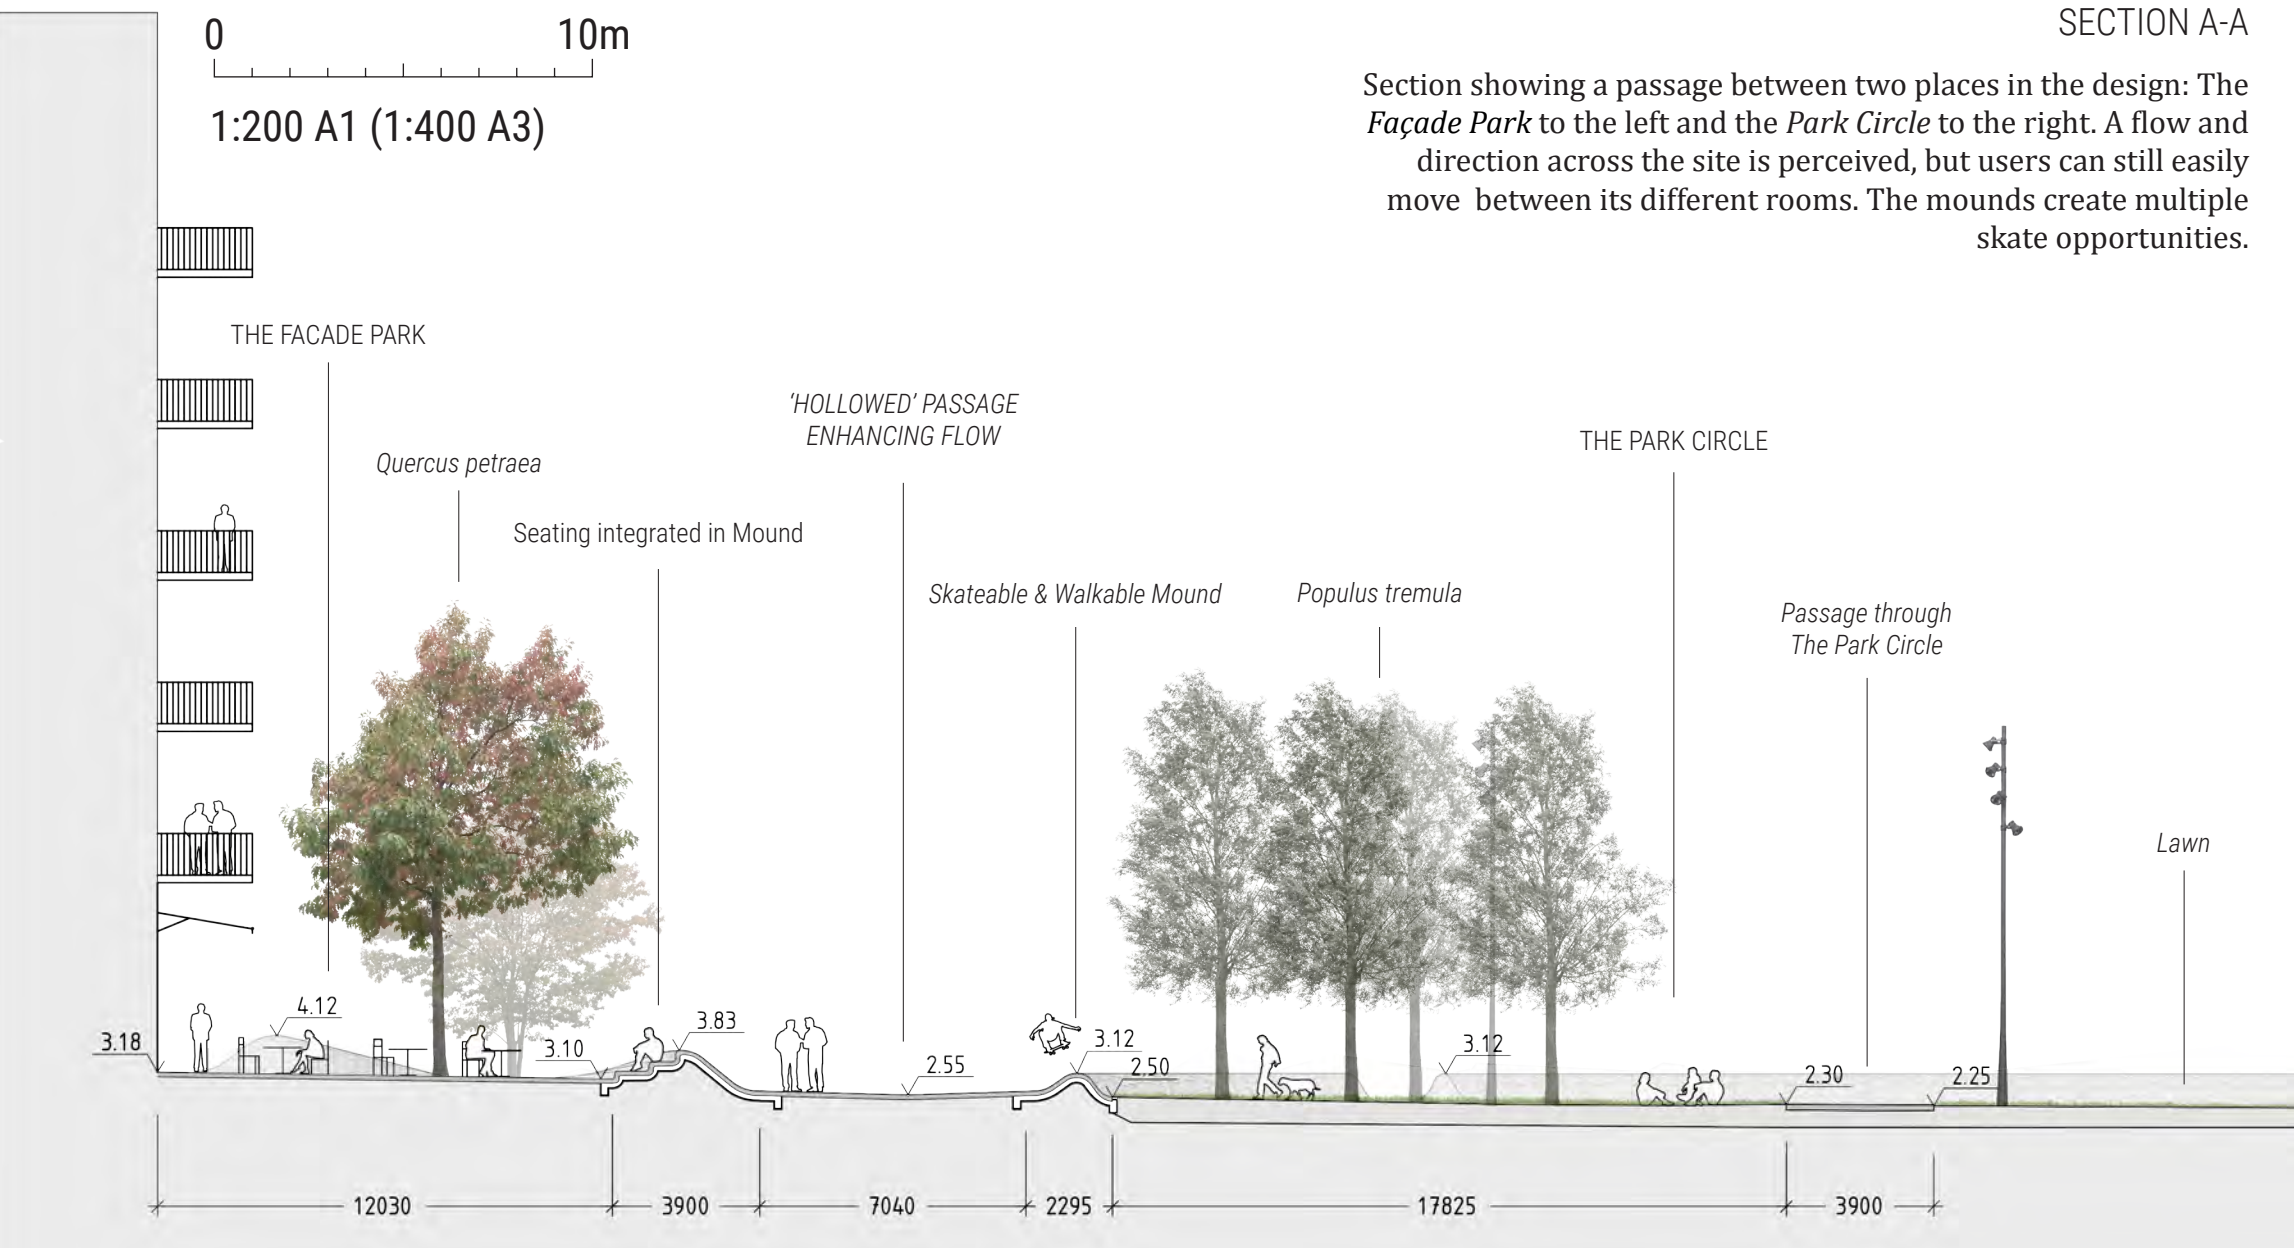 0 10m
1:200 A1 (1:400 A3)
SECTION A-A
Section showing a passage between two places in the design: The
Façade Park to the left and the Park Circle to the right. A flow and
direction across the site is perceived, but users can still easily
move  between its different rooms. The mounds create multiple
skate opportunities.
THE FACADE PARK
Quercus petraea
Seating integrated in Mound
‘HOLLOWED’ PASSAGE
ENHANCING FLOW
Skateable & Walkable Mound
Populus tremula
THE PARK CIRCLE
Passage through
The Park Circle
Lawn
3.18
4.12
3.10
3.83
2.55
3.12
2.50
3.12
2.30
2.25
12030
3900
7040
2295
17825
3900